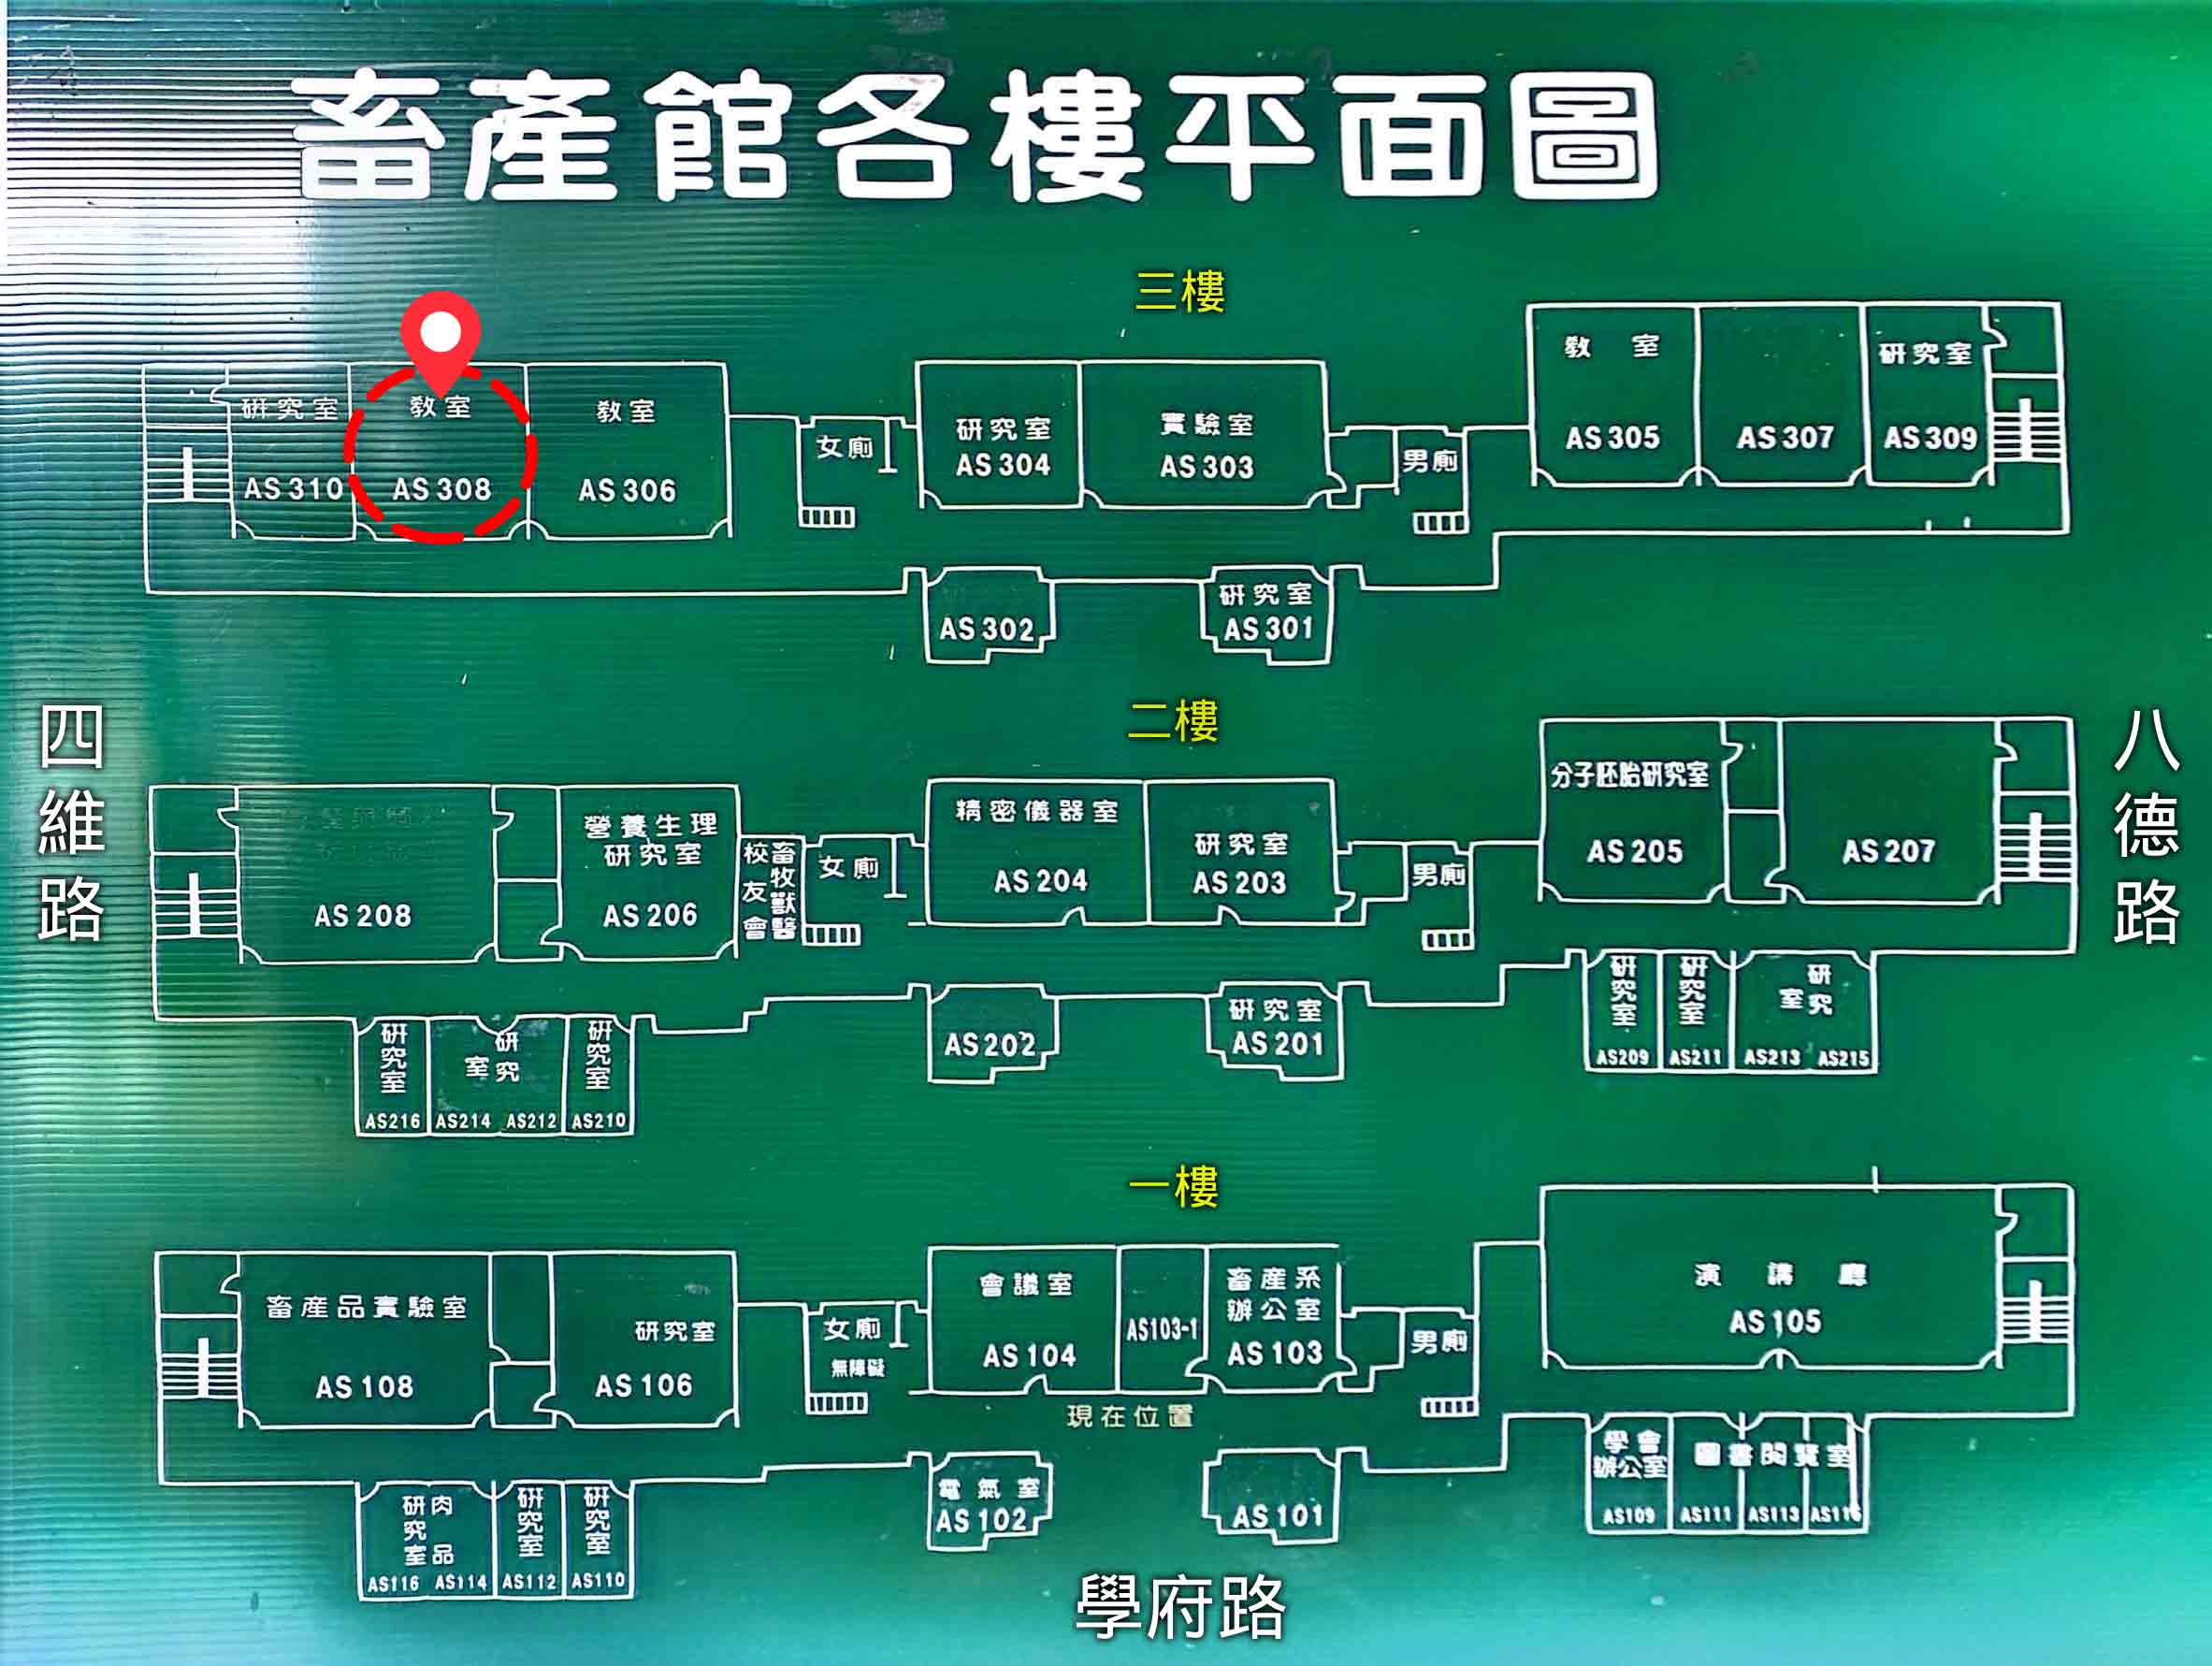 畜產館各樓平面圖
三樓
研究室
AS 310
教室
AS 308
教室
AS 306
女廁
研究室
AS 304
實驗室
AS 303
男廁
教室
AS 305
AS 307
研究室
AS 309
AS 302
研究室
AS 301
四維路
八德路
二樓
AS 208
營養生理
研究室
AS 206
畜牧獸醫
校友會
女廁
精密儀器室
AS 204
研究室
AS 203
男廁
分子胚胎研究室
AS 205
AS 207
研究室
AS216
研究室
AS214 AS212
研究室
AS210
AS 202
研究室
AS 201
研究室
AS209
研究室
AS211
研究室
AS213 AS215
一樓
畜產品實驗室
AS 108
研究室
AS 106
女廁
無障礙
會議室
AS 104
AS103-1
畜產系
辦公室
AS 103
男廁
演講廳
AS 105
現在位置
肉品
研究室
AS116 AS114
研究室
AS112
研究室
AS110
電氣室
AS 102
AS 101
學會
辦公室
AS109
圖書閱覽室
AS111 AS113
學府路